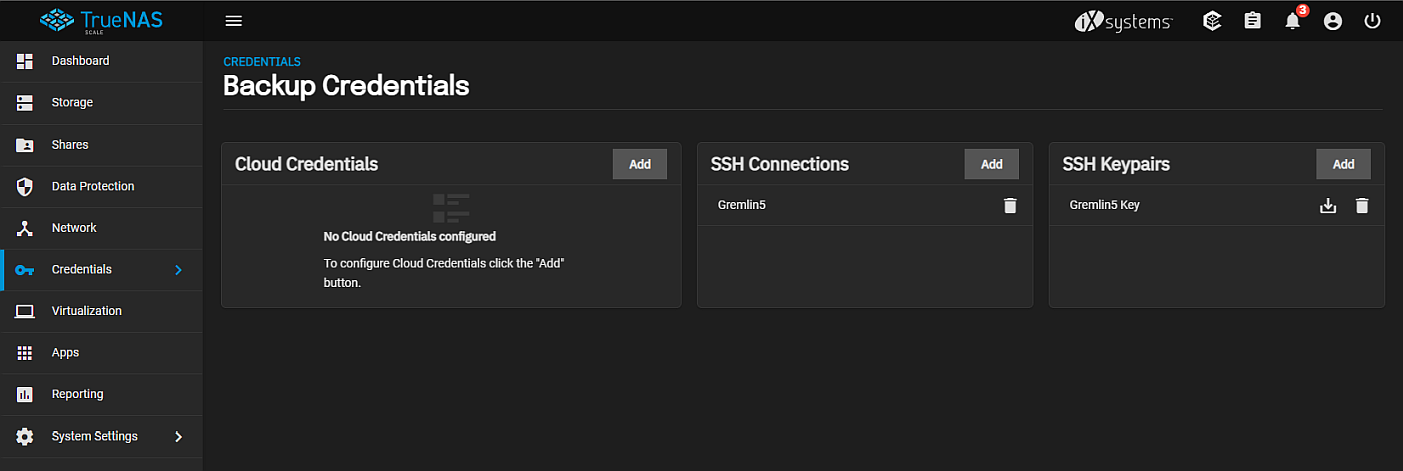 TrueNAS
SCALE
iXsystems
3
Dashboard
Storage
Shares
Data Protection
Network
Credentials
Virtualization
Apps
Reporting
System Settings
CREDENTIALS
Backup Credentials
Cloud Credentials
Add
No Cloud Credentials configured
To configure Cloud Credentials click the "Add"
button.
SSH Connections
Add
Gremlin5
SSH Keypairs
Add
Gremlin5 Key